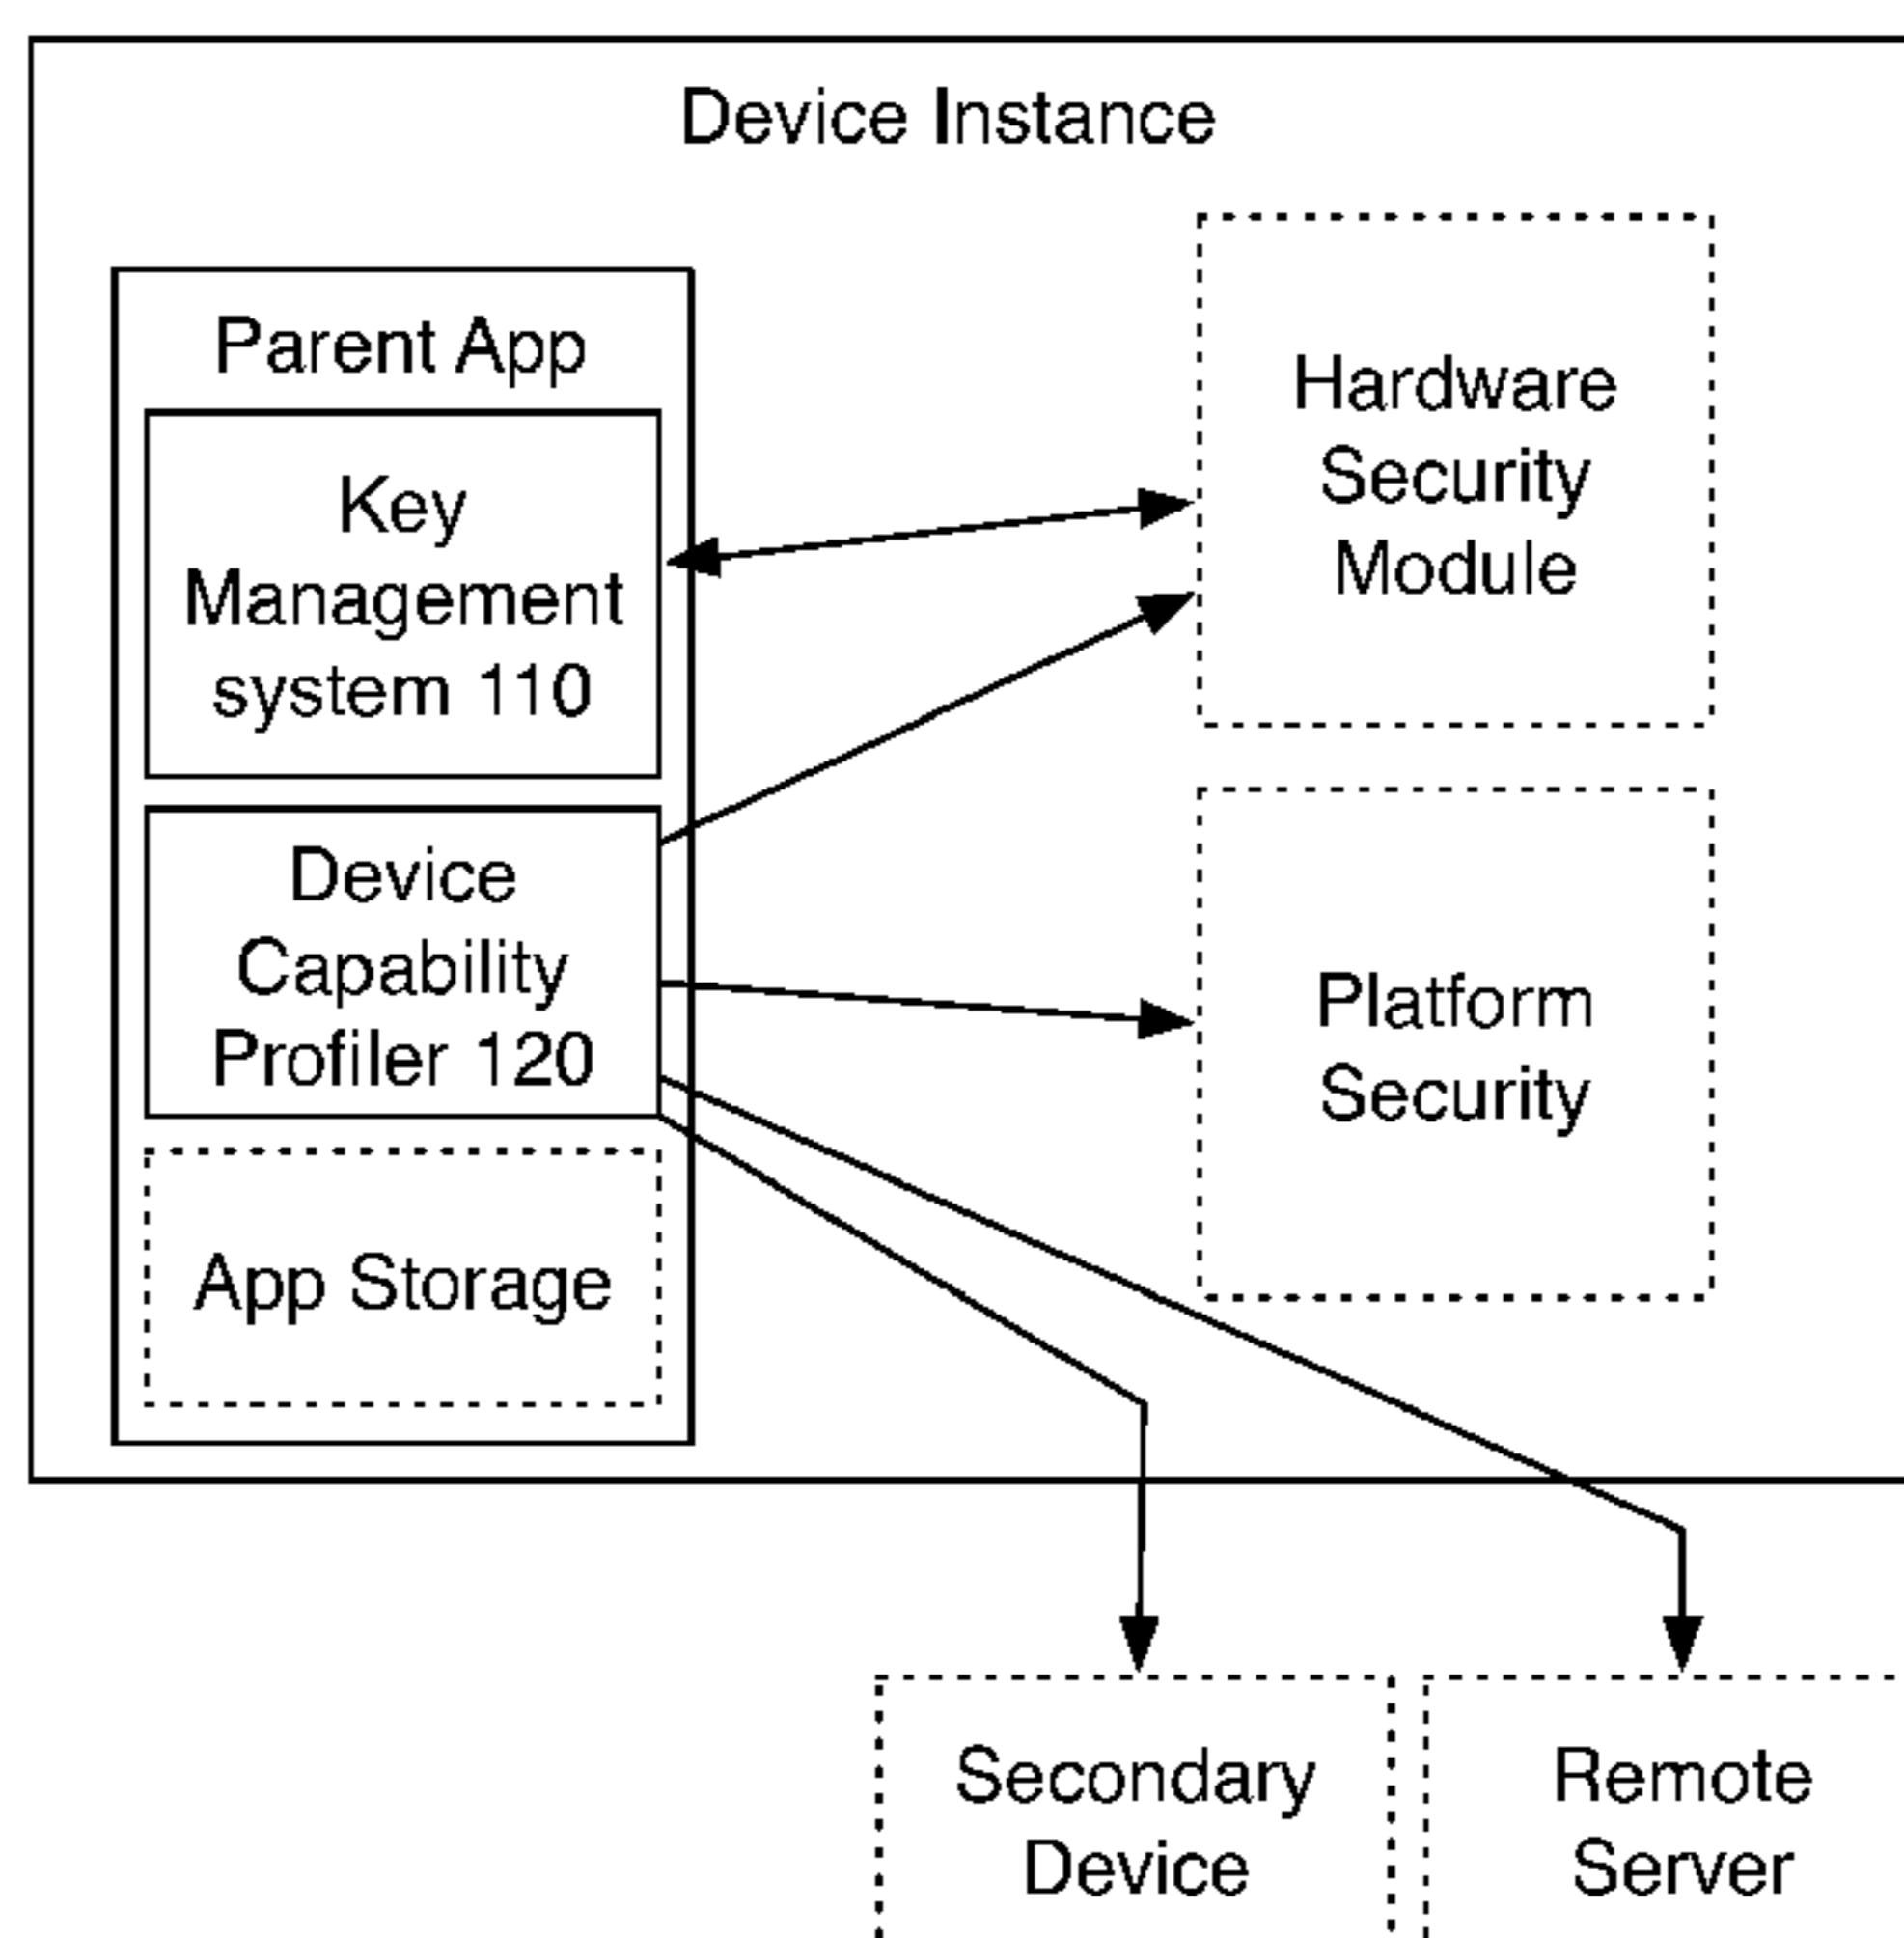 Device Instance
Parent App
Key
Management
system 110
Device
Capability
Profiler 120
App Storage
Hardware
Security
Module
Platform
Security
Secondary
Device
Remote
Server